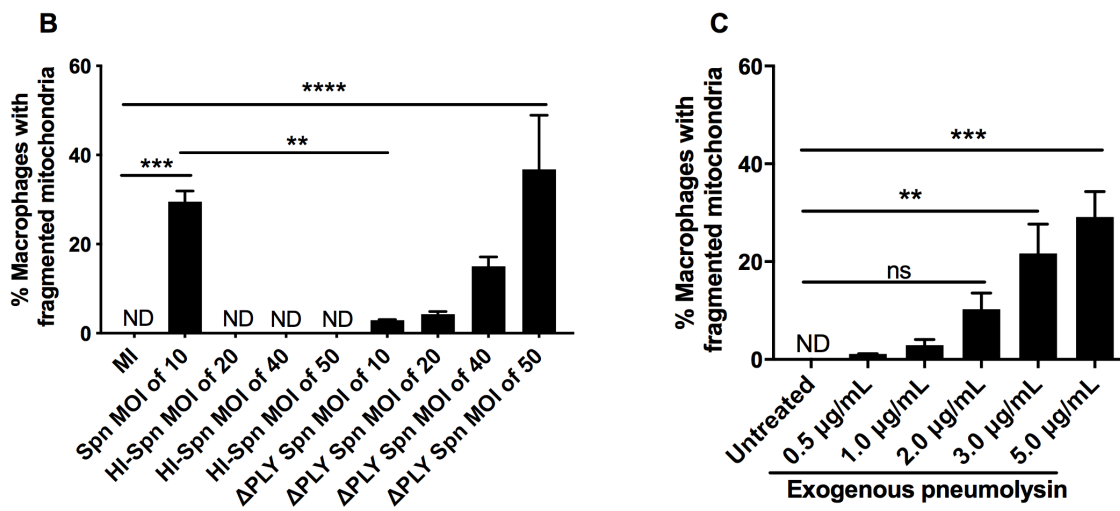 B
% Macrophages with
fragmented mitochondria
60
40
20
0
****
***
**
ND
ND
ND
ND
MI
Spn MOI of 10
HI-Spn MOI of 20
HI-Spn MOI of 40
HI-Spn MOI of 50
ΔPLY Spn MOI of 10
ΔPLY Spn MOI of 20
ΔPLY Spn MOI of 40
ΔPLY Spn MOI of 50
C
% Macrophages with
fragmented mitochondria
60
40
20
0
***
**
ns
ND
Untreated
0.5 µg/mL
1.0 µg/mL
2.0 µg/mL
3.0 µg/mL
5.0 µg/mL
Exogenous pneumolysin